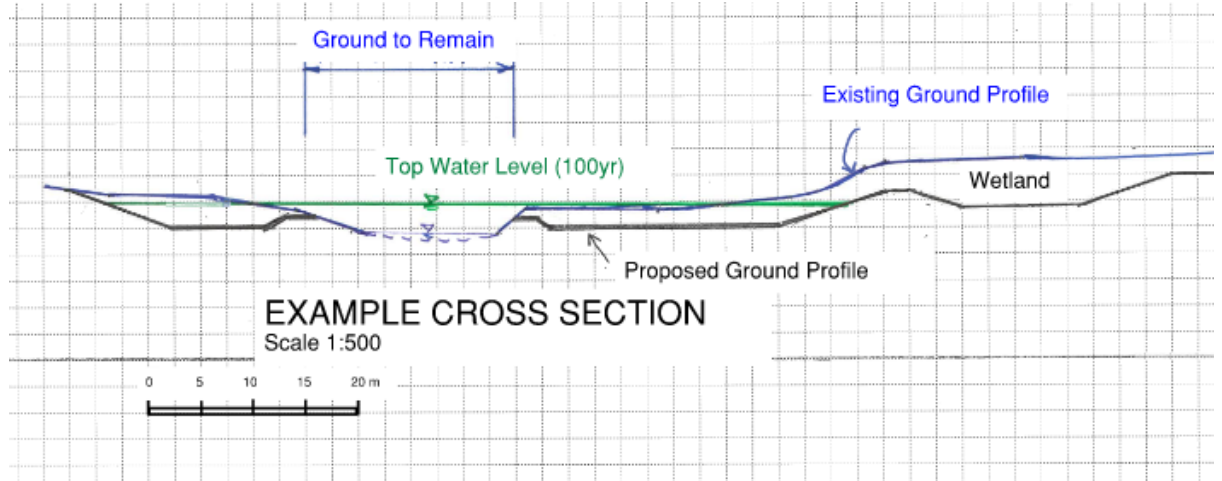 Ground to Remain
Existing Ground Profile
Top Water Level (100yr)
Wetland
Proposed Ground Profile
EXAMPLE CROSS SECTION
Scale 1:500
0 5 10 15 20 m